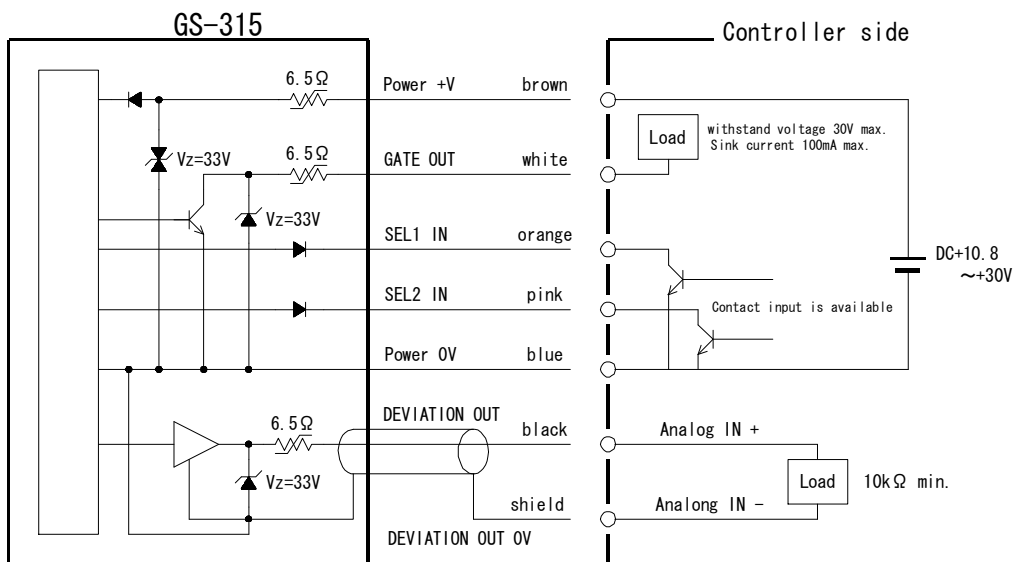 GS-315
Controller side
6.5Ω
Power +V
brown
Load
withstand voltage 30V max.
Sink current 100mA max.
Vz=33V
6.5Ω
GATE OUT
white
Vz=33V
SEL1 IN
orange
DC+10.8
～+30V
SEL2 IN
pink
Contact input is available
Power 0V
blue
DEVIATION OUT
6.5Ω
black
Analog IN +
Vz=33V
Load
10kΩ min.
shield
Analong IN −
DEVIATION OUT 0V